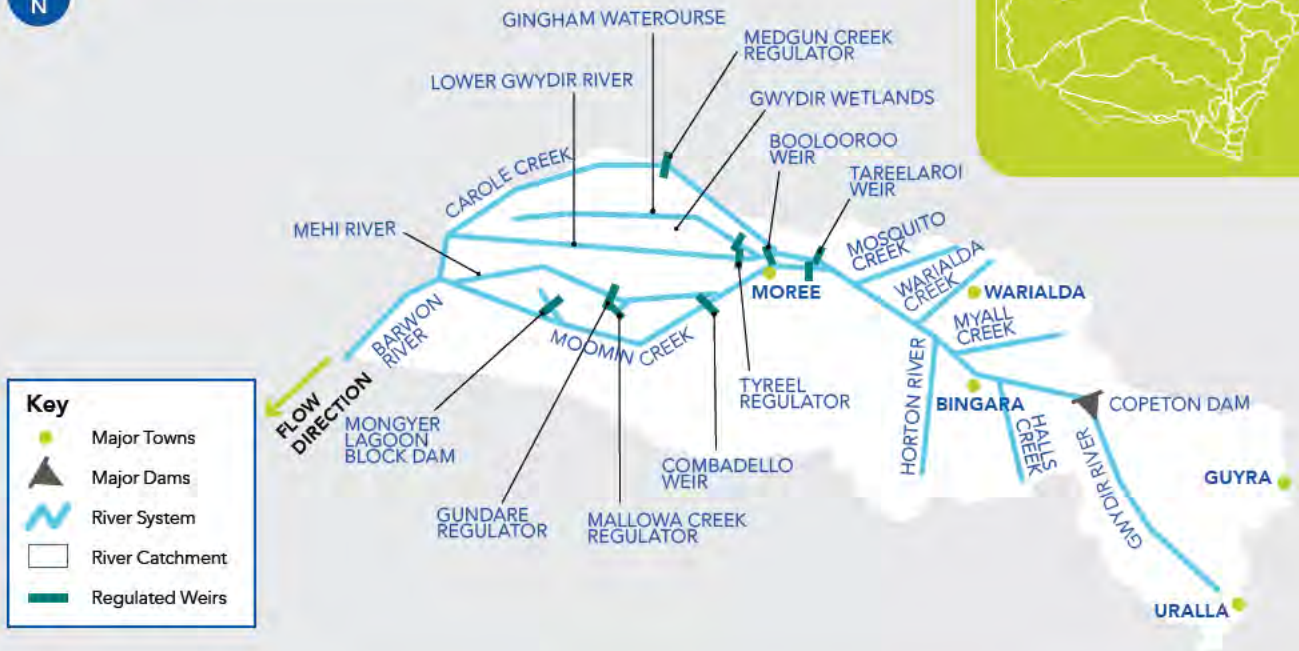 N
GINGHAM WATEROURSE
MEDGUN CREEK
REGULATOR
LOWER GWYDIR RIVER
GWYDIR WETLANDS
BOOLOOROO
WEIR
TAREELAROI
WEIR
CAROLE CREEK
MEHI RIVER
MOSQUITO
CREEK
WARIALDA
CREEK
MOREE
WARIALDA
MYALL
CREEK
BARWON
RIVER
MOOMIN CREEK
FLOW
DIRECTION
TYREEL
REGULATOR
HORTON RIVER
BINGARA
HALLS
CREEK
COPETON DAM
GWYDIR RIVER
GUYRA
MONGYER
LAGOON
BLOCK DAM
COMBADELLO
WEIR
GUNDARE
REGULATOR
MALLOWA CREEK
REGULATOR
URALLA
Key
Major Towns
Major Dams
River System
River Catchment
Regulated Weirs